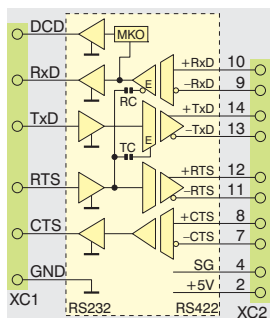 DCD
MKO
RxD
E
+RxD 10
−RxD 9
RC
+TxD 14
TxD
−TxD 13
E
TC
+RTS 12
RTS
−RTS 11
+CTS 8
CTS
−CTS 7
SG 4
GND
+5V 2
XC1
RS232
RS422
XC2